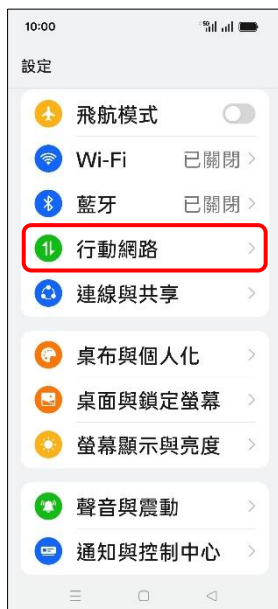 10:00 5G
設定
飛航模式
Wi-Fi 已關閉
藍牙 已關閉
行動網路
連線與共享
桌布與個人化
桌面與鎖定螢幕
螢幕顯示與亮度
聲音與震動
通知與控制中心